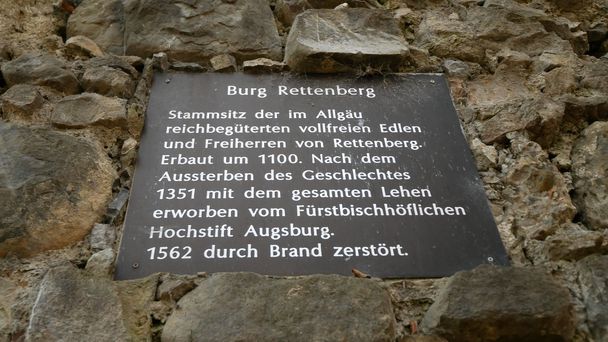 Burg Rettenberg
Stammsitz der im Allgäu
reichbegüterten vollfreien Edlen
und Freiherren von Rettenberg.
Erbaut um 1100. Nach dem
Aussterben des Geschlechtes
1351 mit dem gesamten Lehen
erworben vom Fürstbischhöflichen
Hochstift Augsburg.
1562 durch Brand zerstört.